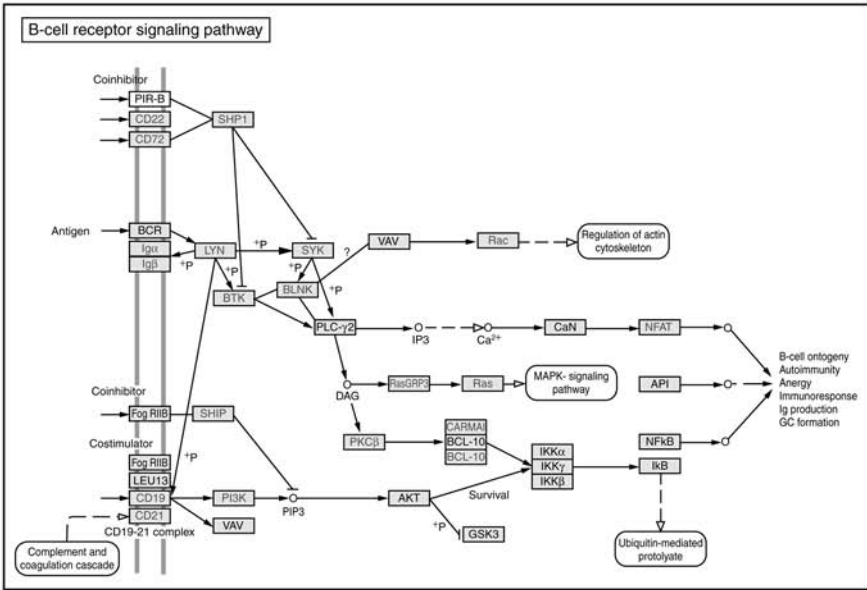 B-cell receptor signaling pathway
Coinhibitor
PIR-B
CD22
SHP1
CD72
Antigen
BCR
Igα
Igβ
LYN
+P
+P
+P
SYK
+P
+P
?
VAV
Rac
Regulation of actin
cytoskeleton
BTK
BLNK
PLC-γ2
IP3
Ca2+
CaN
NFAT
DAG
RasGRP3
Ras
MAPK- signaling
pathway
API
B-cell ontogeny
Autoimmunity
Anergy
Immunoresponse
Ig production
GC formation
Coinhibitor
Fog RIIB
SHIP
PKCβ
CARMAI
BCL-10
BCL-10
IKKα
IKKγ
IKKβ
NFkB
IkB
Costimulator
+P
Fog RIIB
LEU13
CD19
CD21
CD19-21 complex
PI3K
VAV
PIP3
AKT
Survival
+P
GSK3
Complement and
coagulation cascade
Ubiquitin-mediated
protolyate